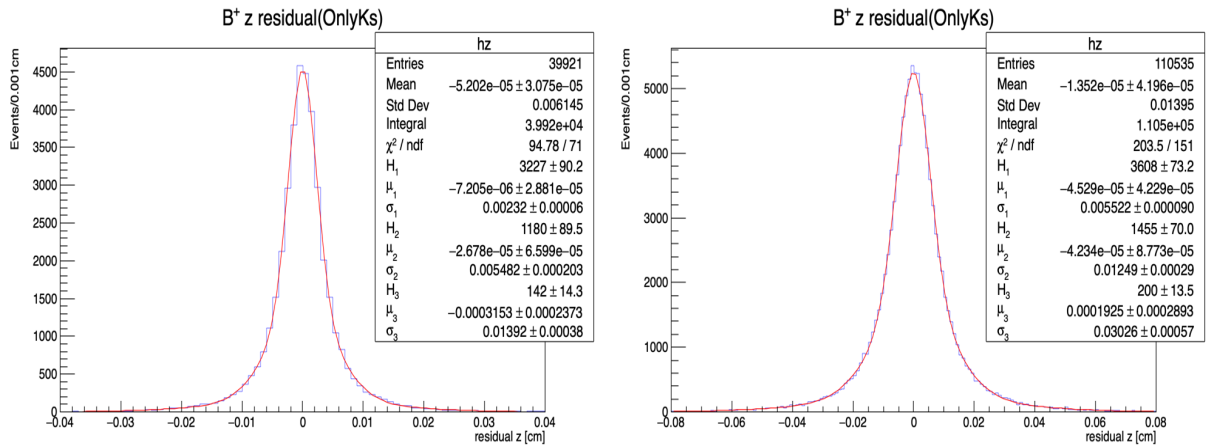 B⁺ z residual(OnlyKs)
Events/0.001cm
hz
Entries 39921
Mean −5.202e−05 ± 3.075e−05
Std Dev 0.006145
Integral 3.992e+04
χ² / ndf 94.78 / 71
H₁ 3227 ± 90.2
μ₁ −7.205e−06 ± 2.881e−05
σ₁ 0.00232 ± 0.00006
H₂ 1180 ± 89.5
μ₂ −2.678e−05 ± 6.599e−05
σ₂ 0.005482 ± 0.000203
H₃ 142 ± 14.3
μ₃ −0.0003153 ± 0.0002373
σ₃ 0.01392 ± 0.00038
4500
4000
3500
3000
2500
2000
1500
1000
500
0
−0.04 −0.03 −0.02 −0.01 0 0.01 0.02 0.03 0.04
residual z [cm]
B⁺ z residual(OnlyKs)
Events/0.001cm
hz
Entries 110535
Mean −1.352e−05 ± 4.196e−05
Std Dev 0.01395
Integral 1.105e+05
χ² / ndf 203.5 / 151
H₁ 3608 ± 73.2
μ₁ −4.529e−05 ± 4.229e−05
σ₁ 0.005522 ± 0.000090
H₂ 1455 ± 70.0
μ₂ −4.234e−05 ± 8.773e−05
σ₂ 0.01249 ± 0.00029
H₃ 200 ± 13.5
μ₃ 0.0001925 ± 0.0002893
σ₃ 0.03026 ± 0.00057
5000
4000
3000
2000
1000
0
−0.08 −0.06 −0.04 −0.02 0 0.02 0.04 0.06 0.08
residual z [cm]